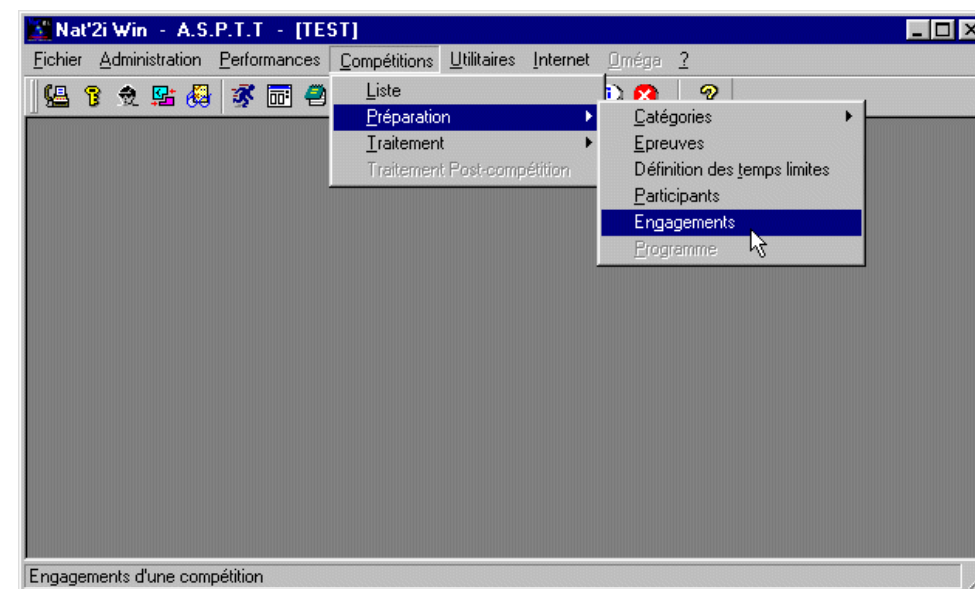 Nat'2i Win - A.S.P.T.T - [TEST]
Fichier Administration Performances Compétitions Utilitaires Internet Oméga ?
Liste
Préparation
Traitement
Traitement Post-compétition
Catégories
Epreuves
Définition des temps limites
Participants
Engagements
Programme
Engagements d'une compétition